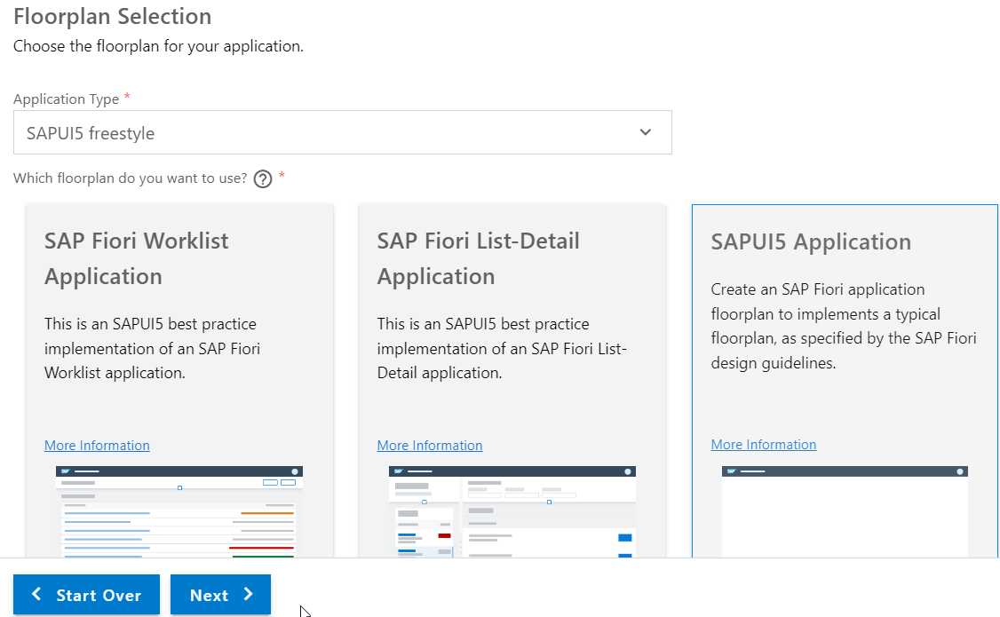 Floorplan Selection
Choose the floorplan for your application.
Application Type *
SAPUI5 freestyle
Which floorplan do you want to use? ? *
SAP Fiori Worklist
Application
This is an SAPUI5 best practice
implementation of an SAP Fiori
Worklist application.
More Information
SAP
SAP Fiori List-Detail
Application
This is an SAPUI5 best practice
implementation of an SAP Fiori List-
Detail application.
More Information
SAP
SAPUI5 Application
Create an SAP Fiori application
floorplan to implements a typical
floorplan, as specified by the SAP Fiori
design guidelines.
More Information
SAP
Start Over
Next